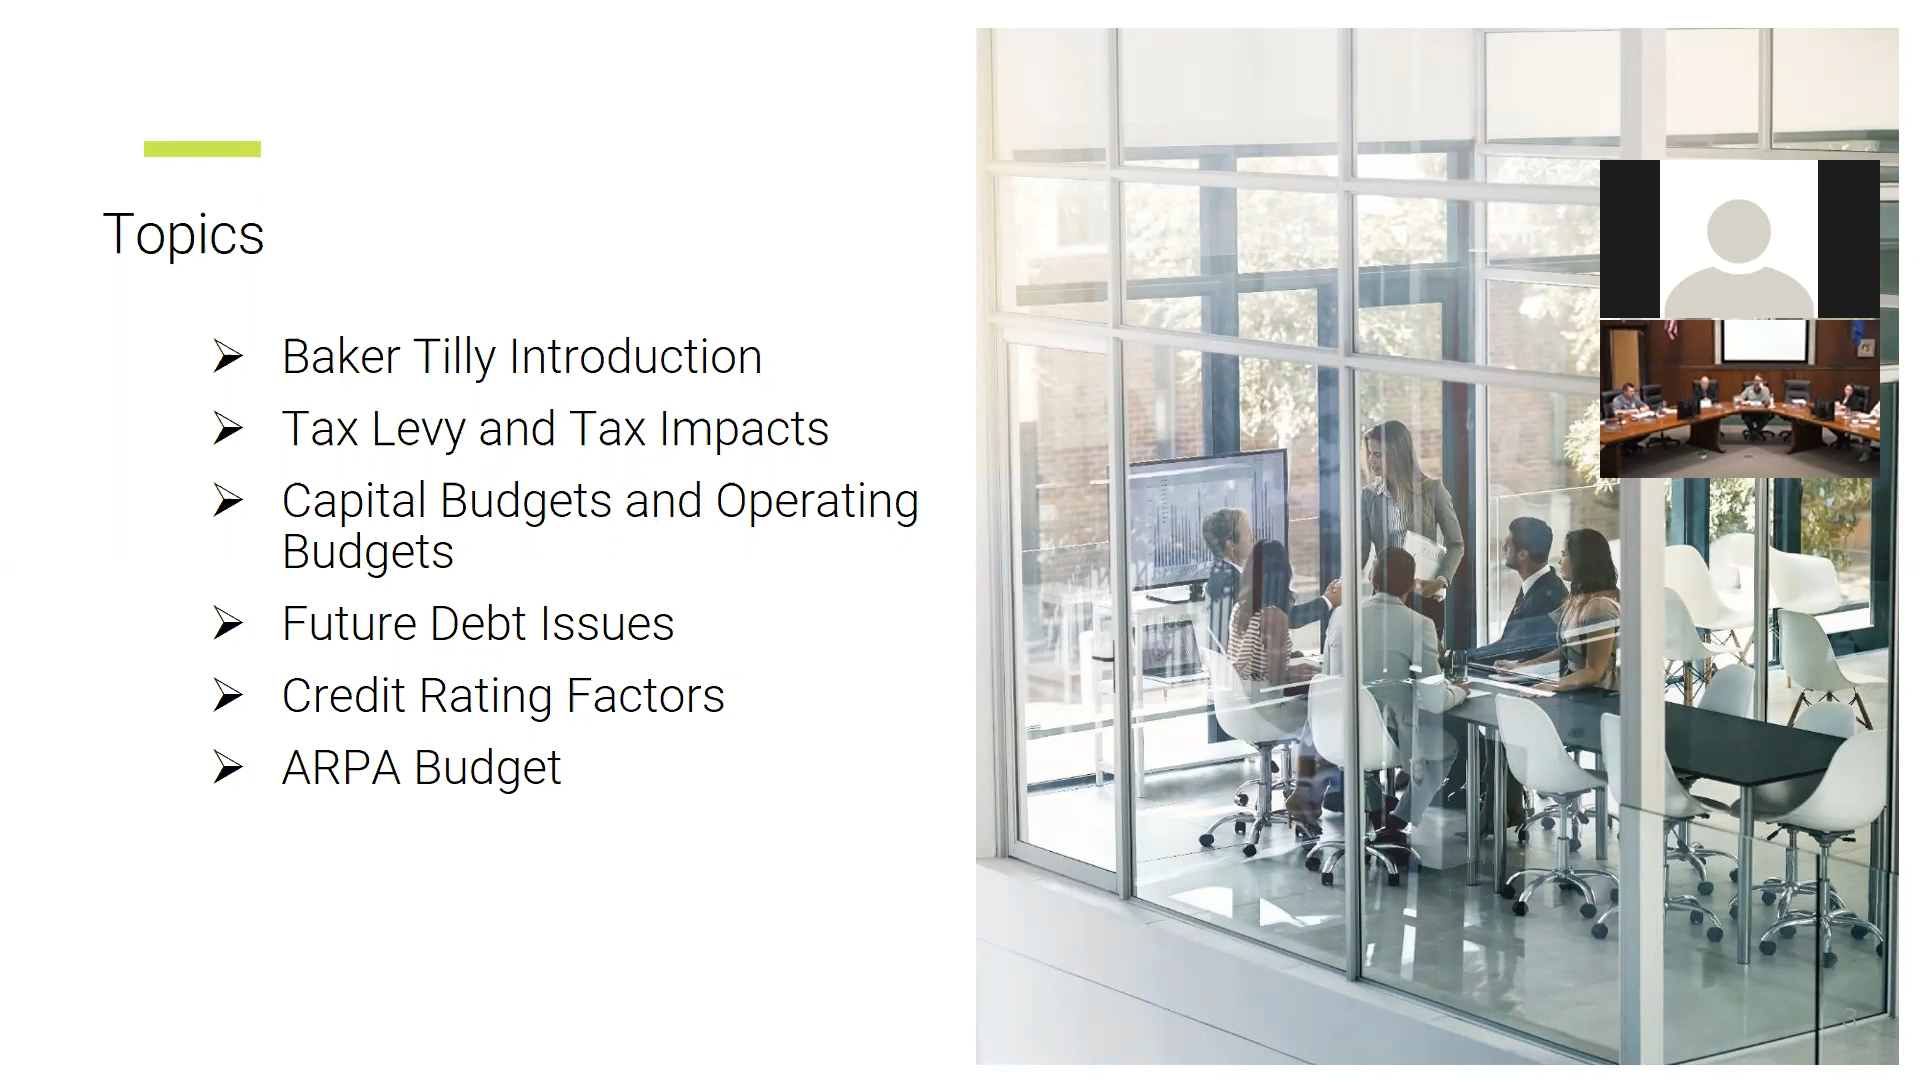 Topics
Baker Tilly Introduction
Tax Levy and Tax Impacts
Capital Budgets and Operating
Budgets
Future Debt Issues
Credit Rating Factors
ARPA Budget
3